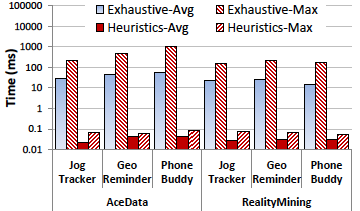 100000
Exhaustive-Avg Exhaustive-Max
10000
Heuristics-Avg Heuristics-Max
1000
100
10
1
0.1
0.01
Time (ms)
Jog Geo Phone Jog Geo Phone
Tracker Reminder Buddy Tracker Reminder Buddy
AceData RealityMining